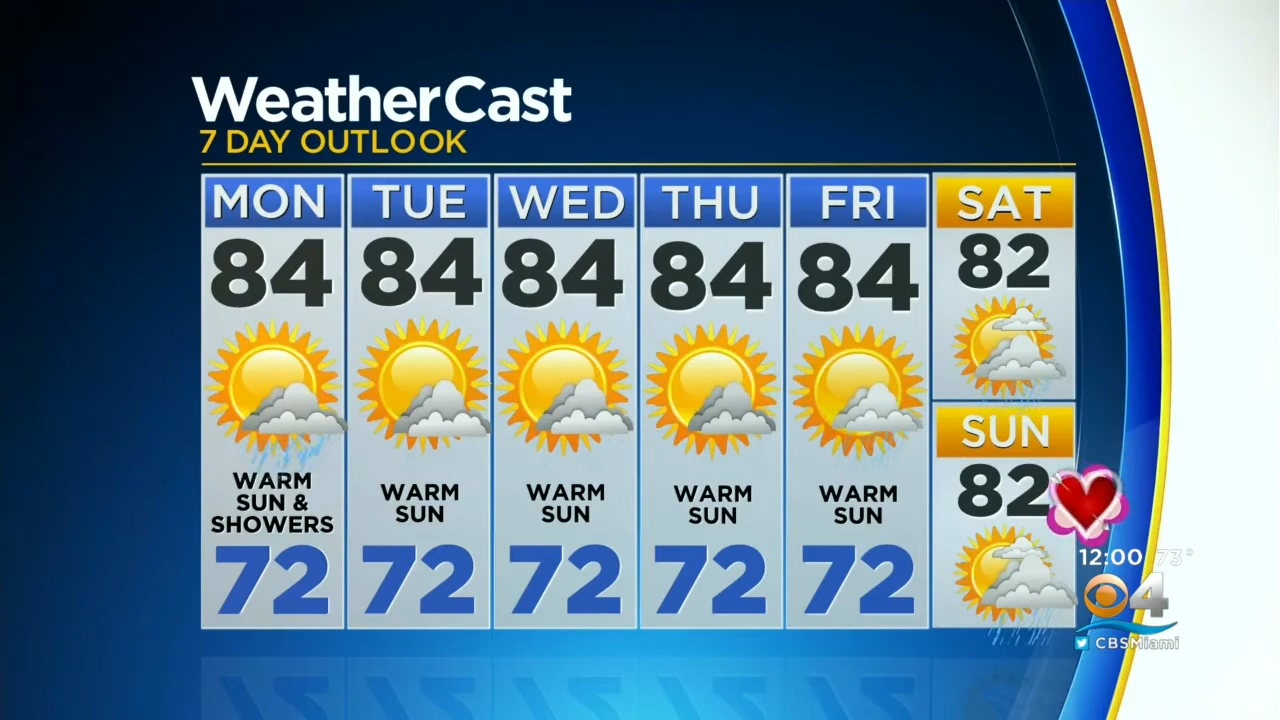 WeatherCast
7 DAY OUTLOOK
MON
84
WARM
SUN &
SHOWERS
72
TUE
84
WARM
SUN
72
WED
84
WARM
SUN
72
THU
84
WARM
SUN
72
FRI
84
WARM
SUN
72
SAT
82
SUN
82
12:00 73°
4
CBSMiami